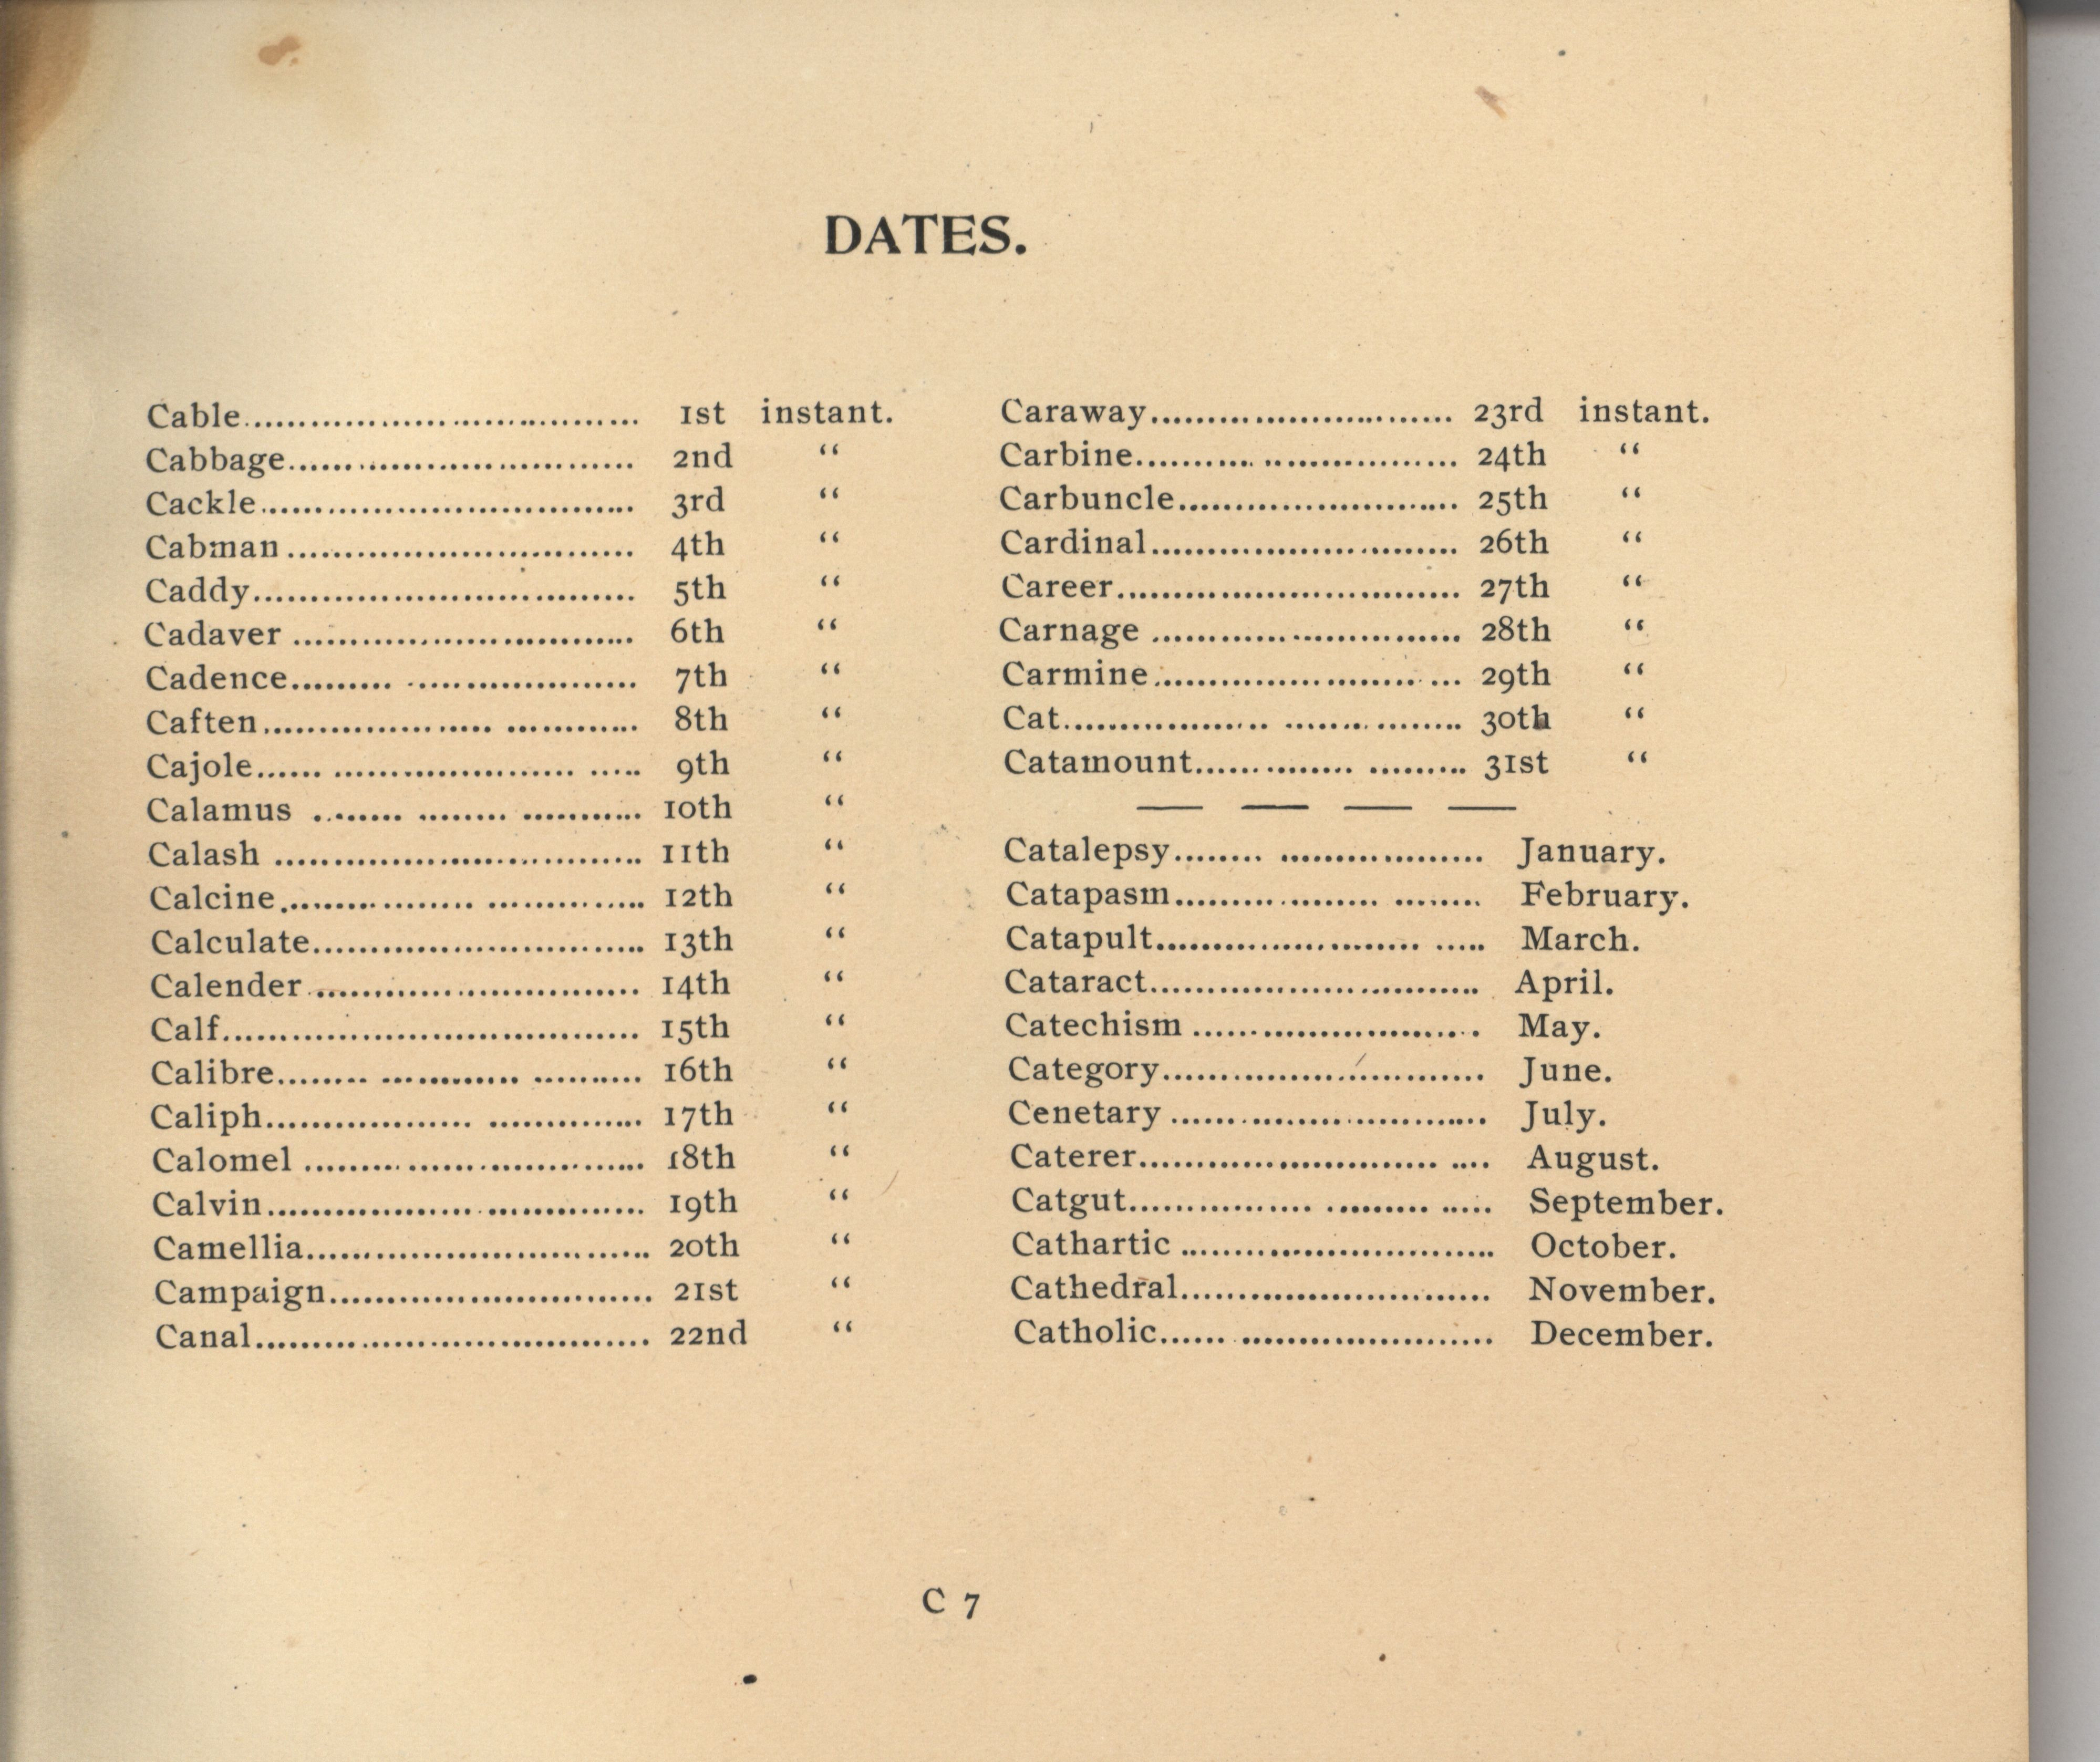 DATES.
Cable.................................... 1st instant.
Cabbage............................... 2nd “
Cackle.................................. 3rd “
Cabman............................... 4th “
Caddy.................................. 5th “
Cadaver ............................... 6th “
Cadence......... ..................... 7th “
Caften..................... ............ 8th “
Cajole...... ...................... ..... 9th “
Calamus ........ ........ ........... 10th “
Calash ................................. 11th “
Calcine................. .............. 12th “
Calculate.............................. 13th “
Calender ............................. 14th “
Calf..................................... 15th “
Calibre........ ............ .......... 16th “
Caliph.................. .............. 17th “
Calomel .............................. 18th “
Calvin.................................. 19th “
Camellia............................... 20th “
Campaign............................. 21st “
Canal................................... 22nd “
Caraway........................... 23rd instant.
Carbine........... .................. 24th “
Carbuncle......................... 25th “
Cardinal........................... 26th “
Career............................... 27th “
Carnage ............................ 28th “
Carmine........................ ... 29th “
Cat.................. ....... ........ 30th “
Catamount.............. ......... 31st “
— — — —
Catalepsy........ .................. January.
Catapasm.................. ........ February.
Catapult....................... ..... March.
Cataract.............................. April.
Catechism .......................... May.
Category............................. June.
Cenetary ............................ July.
Caterer.......................... .... August.
Catgut................ ......... ..... September.
Cathartic ............................ October.
Cathedral............................ November.
Catholic...... ...................... December.
C 7